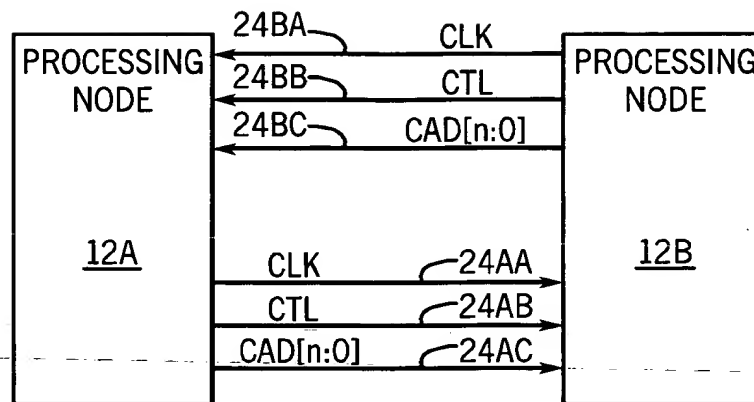 24BA
CLK
PROCESSING NODE
24BB
CTL
PROCESSING NODE
24BC
CAD[n:0]
12A
12B
CLK
24AA
CTL
24AB
CAD[n:0]
24AC